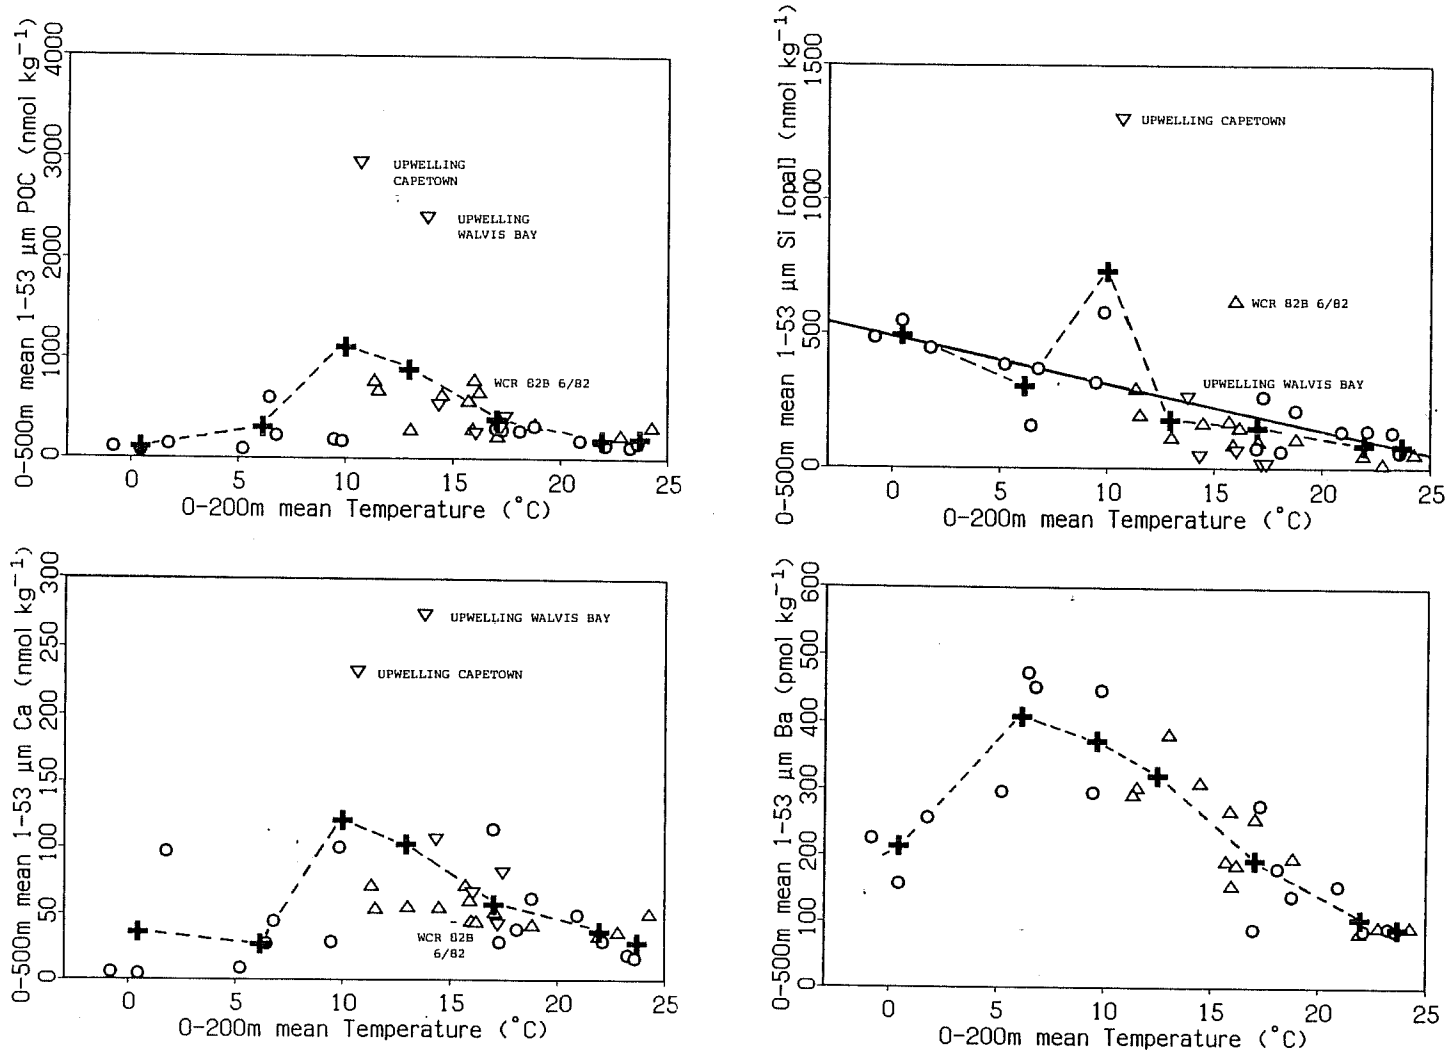 0-500m mean 1-53 μm POC (nmol kg⁻¹)
4000
3000
2000
1000
0
UPWELLING
CAPETOWN
UPWELLING
WALVIS BAY
WCR 82B 6/82
0 5 10 15 20 25
0-200m mean Temperature (°C)
0-500m mean 1-53 μm Si [opal] (nmol kg⁻¹)
1500
1000
500
0
UPWELLING CAPETOWN
WCR 82B 6/82
UPWELLING WALVIS BAY
0 5 10 15 20 25
0-200m mean Temperature (°C)
0-500m mean 1-53 μm Ca (nmol kg⁻¹)
300
250
200
150
100
50
0
UPWELLING WALVIS BAY
UPWELLING CAPETOWN
WCR 82B
6/82
0 5 10 15 20 25
0-200m mean Temperature (°C)
0-500m mean 1-53 μm Ba (pmol kg⁻¹)
600
500
400
300
200
100
0
0 5 10 15 20 25
0-200m mean Temperature (°C)